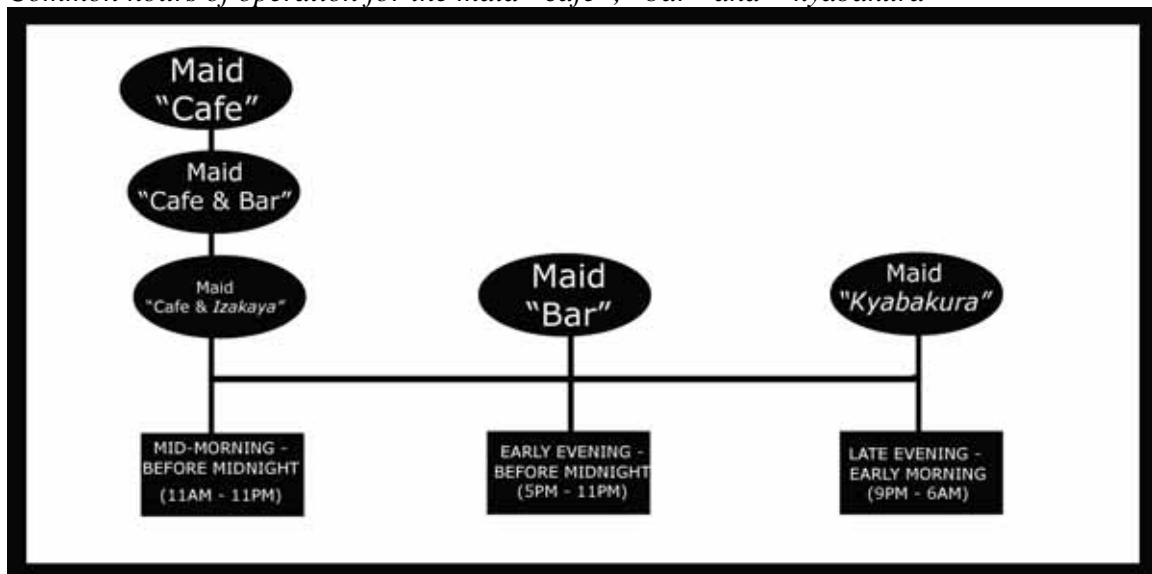 Common hours of operation for the maid "cafe", "bar" and "kyabakura"
Maid
"Cafe"
Maid
"Cafe & Bar"
Maid
"Cafe & Izakaya"
Maid
"Bar"
Maid
"Kyabakura"
MID-MORNING -
BEFORE MIDNIGHT
(11AM - 11PM)
EARLY EVENING -
BEFORE MIDNIGHT
(5PM - 11PM)
LATE EVENING -
EARLY MORNING
(9PM - 6AM)